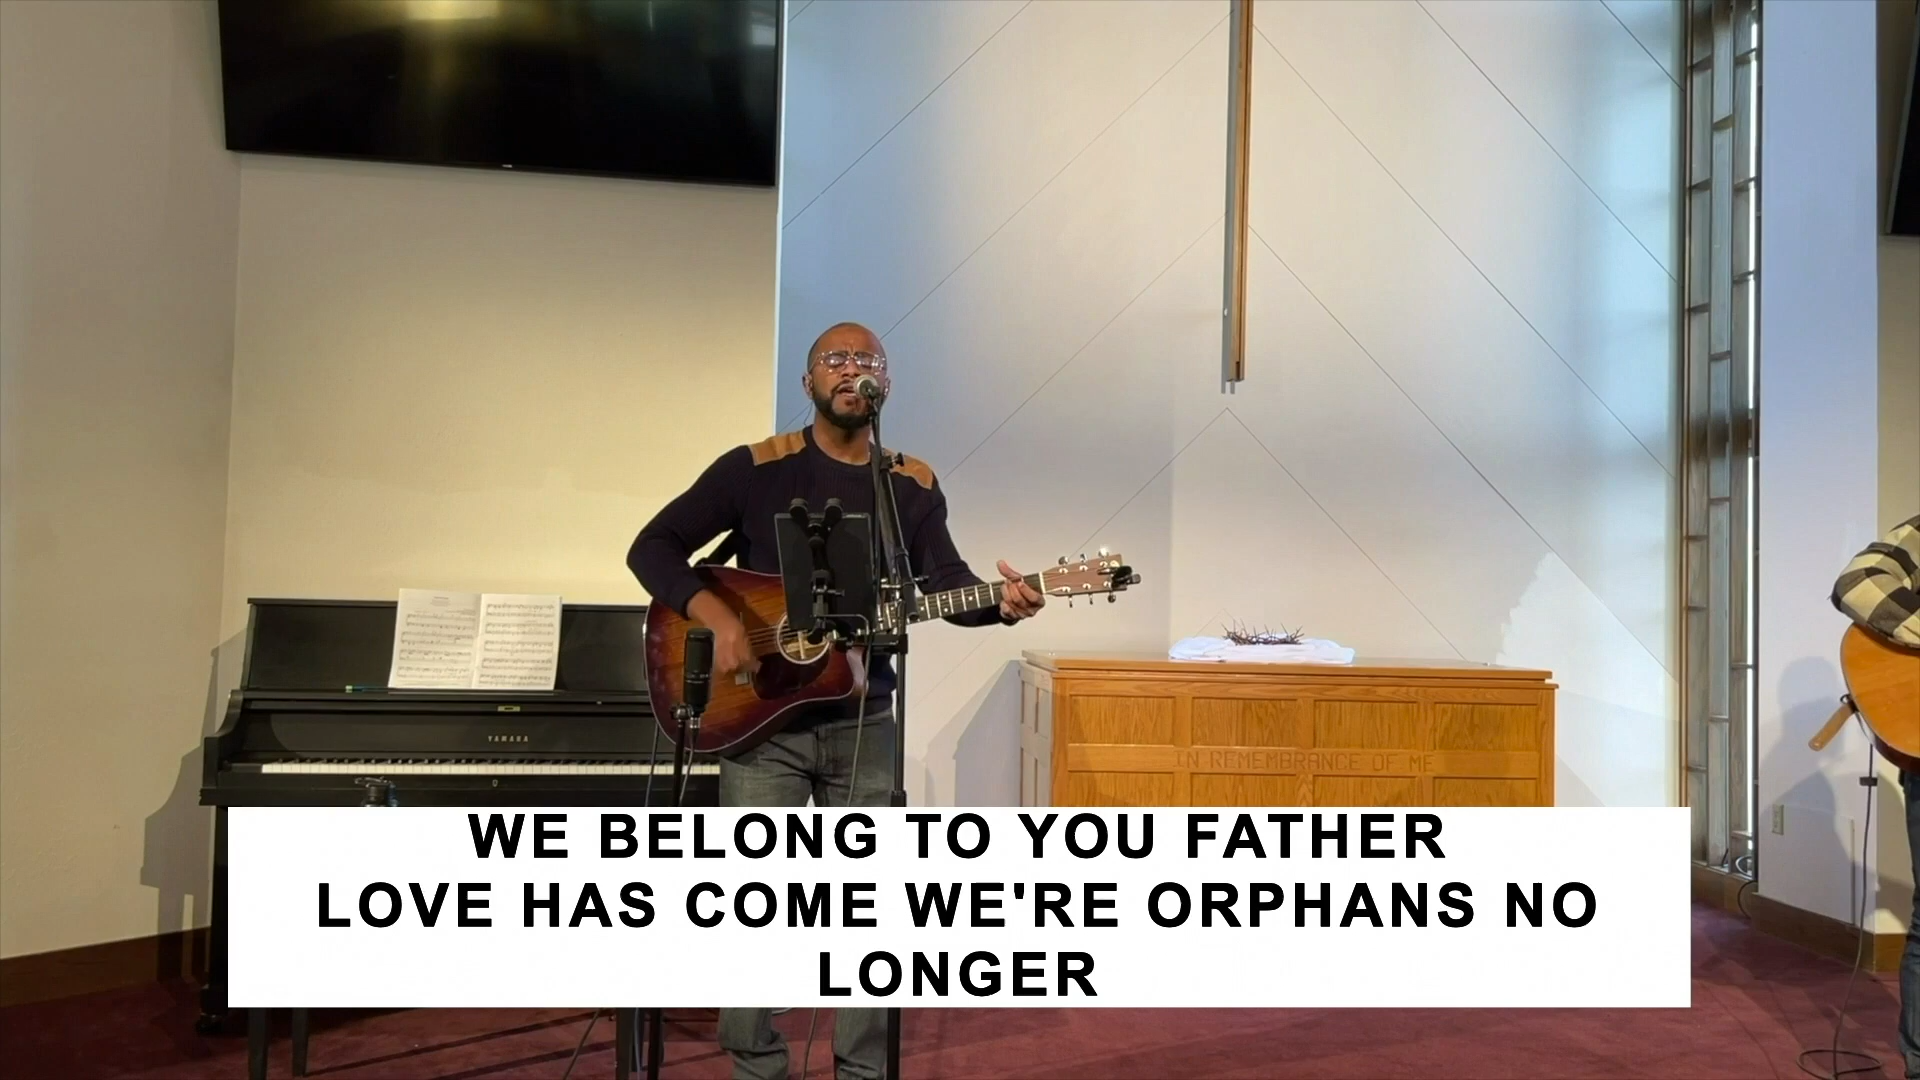 YAMAHA
IN REMEMBRANCE OF ME
WE BELONG TO YOU FATHER
LOVE HAS COME WE'RE ORPHANS NO
LONGER